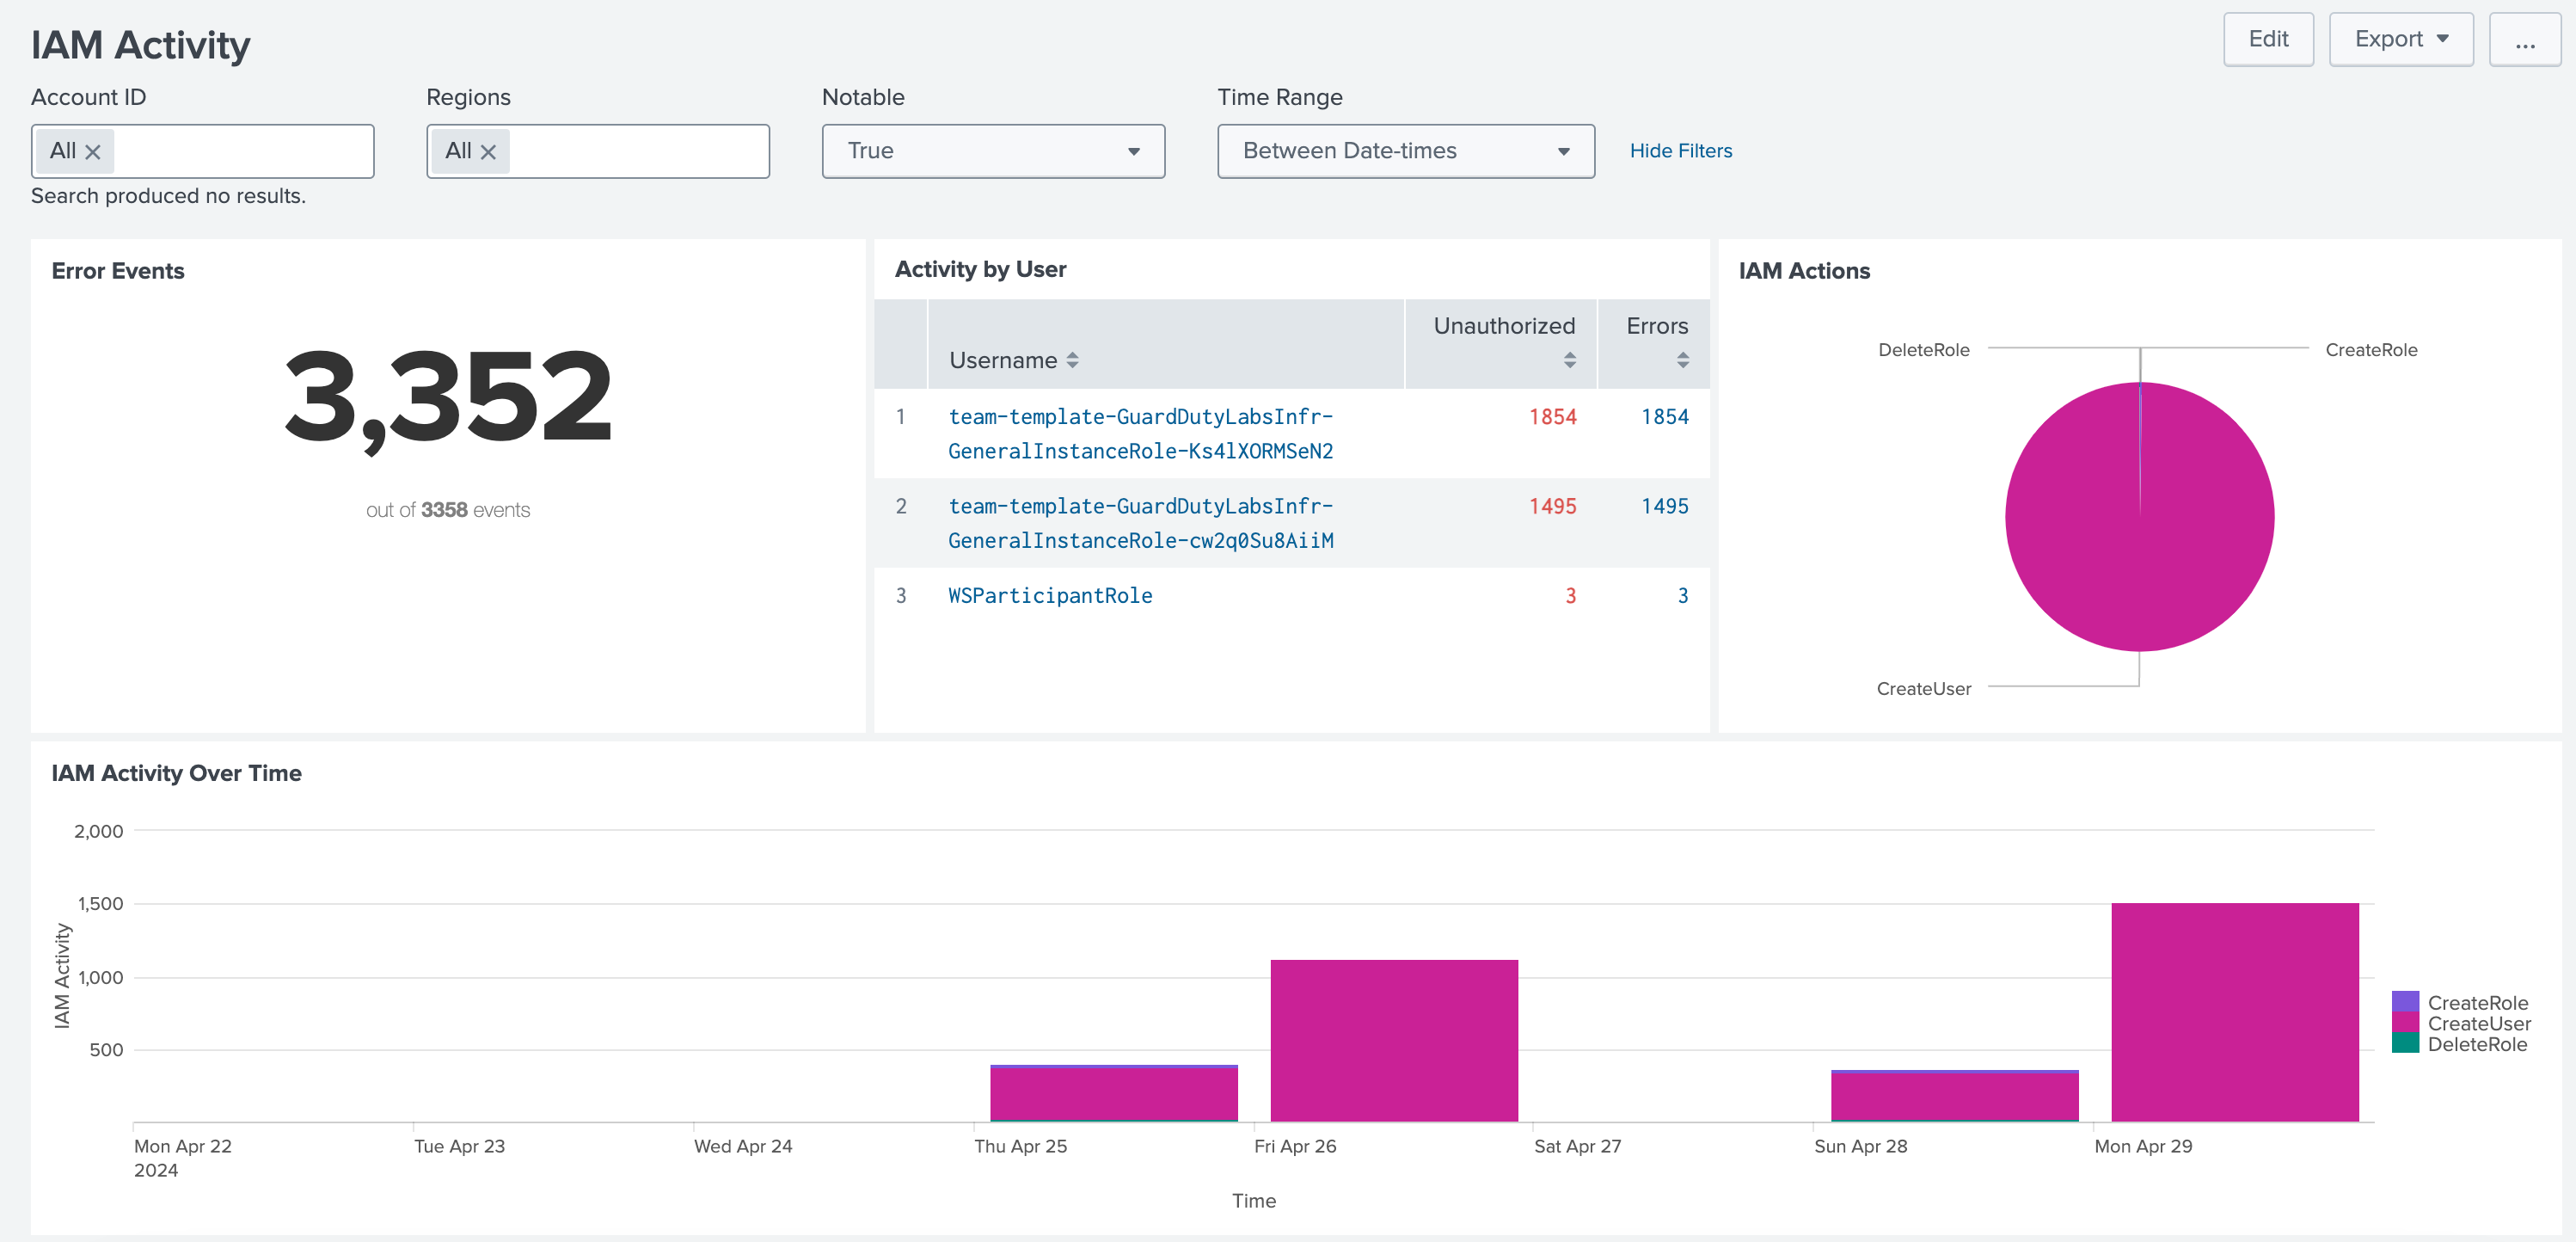 IAM Activity
Edit
Export
...
Account ID
Regions
Notable
Time Range
All
All
True
Between Date-times
Hide Filters
Search produced no results.
Error Events
3,352
out of 3358 events
Activity by User
Username
Unauthorized
Errors
1
team-template-GuardDutyLabsInfr-
GeneralInstanceRole-Ks4lXORMSeN2
1854
1854
2
team-template-GuardDutyLabsInfr-
GeneralInstanceRole-cw2q0Su8AiiM
1495
1495
3
WSParticipantRole
3
3
IAM Actions
DeleteRole
CreateRole
CreateUser
IAM Activity Over Time
2,000
1,500
1,000
500
IAM Activity
Mon Apr 22
2024
Tue Apr 23
Wed Apr 24
Thu Apr 25
Fri Apr 26
Sat Apr 27
Sun Apr 28
Mon Apr 29
Time
CreateRole
CreateUser
DeleteRole